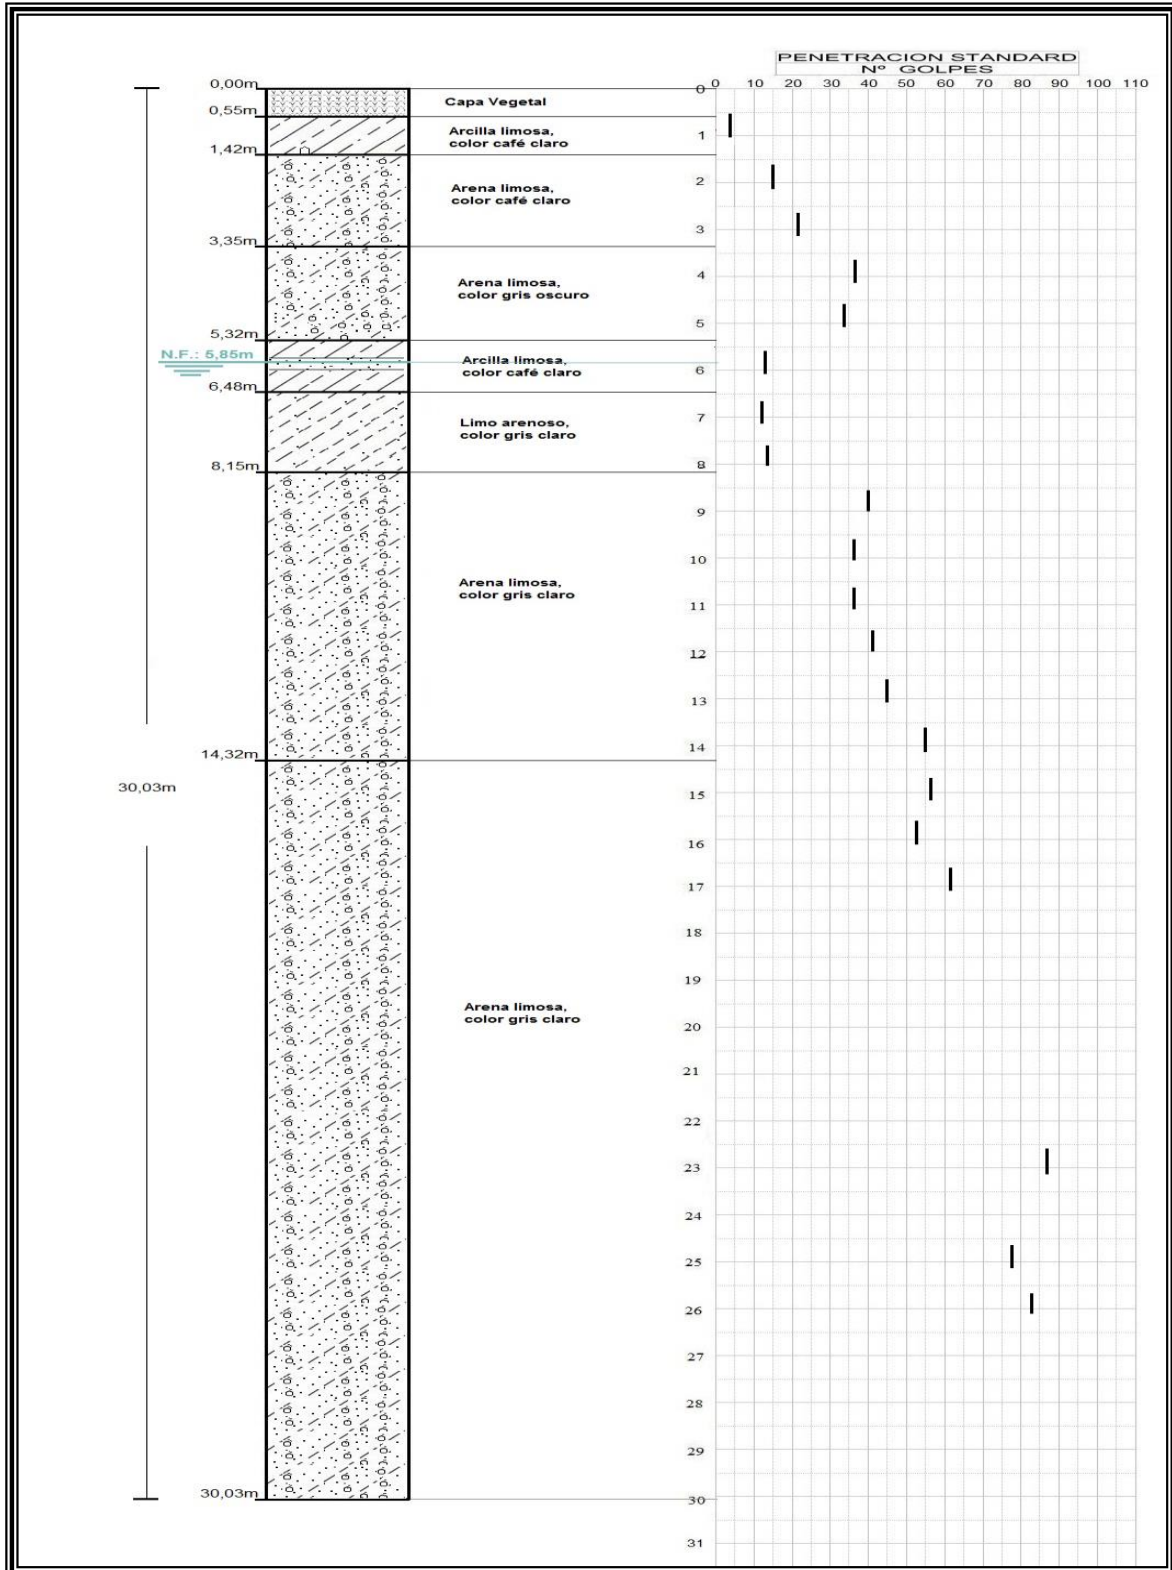 PENETRACION STANDARD
Nº GOLPES
0 10 20 30 40 50 60 70 80 90 100 110
0,00m
0
Capa Vegetal
0,55m
Arcilla limosa,
color café claro
1
1,42m
2
Arena limosa,
color café claro
3
3,35m
4
Arena limosa,
color gris oscuro
5
5,32m
N.F.: 5,85m
Arcilla limosa,
color café claro
6
6,48m
7
Limo arenoso,
color gris claro
8
8,15m
9
10
Arena limosa,
color gris claro
11
12
13
14
14,32m
30,03m
15
16
17
18
19
Arena limosa,
color gris claro
20
21
22
23
24
25
26
27
28
29
30,03m
30
31